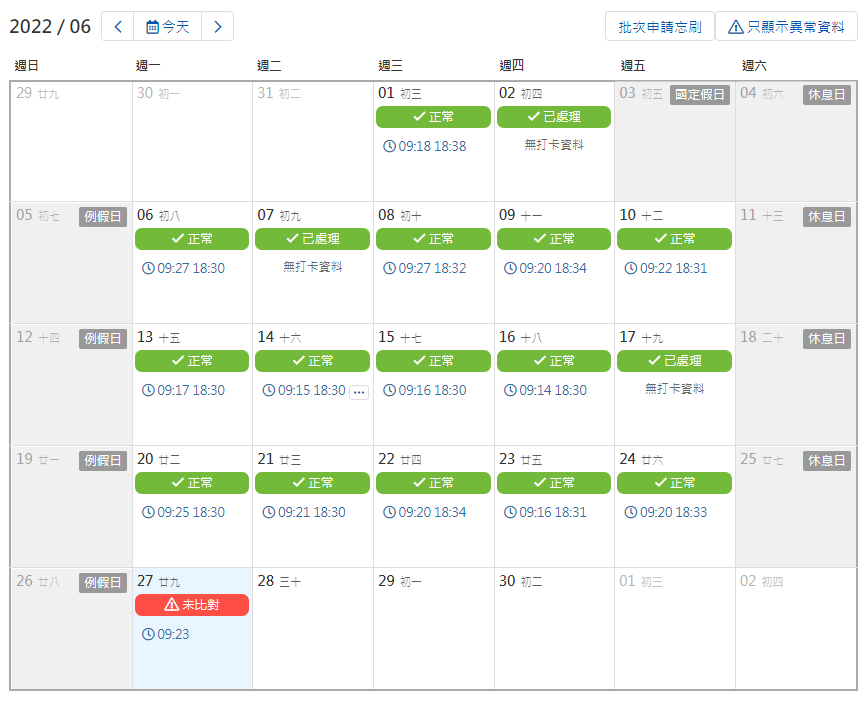 2022 / 06 今天 批次申請忘刷 只顯示異常資料
週日 週一 週二 週三 週四 週五 週六
29 廿九 30 初一 31 初二 01 初三 02 初四 03 初五 國定假日 04 初六 休息日
正常 已處理
09:18 18:38 無打卡資料
05 初七 例假日 06 初八 07 初九 08 初十 09 十一 10 十二 11 十三 休息日
正常 已處理 正常 正常 正常
09:27 18:30 無打卡資料 09:27 18:32 09:20 18:34 09:22 18:31
12 十四 例假日 13 十五 14 十六 15 十七 16 十八 17 十九 18 二十 休息日
正常 正常 正常 正常 已處理
09:17 18:30 09:15 18:30 ... 09:16 18:30 09:14 18:30 無打卡資料
19 廿一 例假日 20 廿二 21 廿三 22 廿四 23 廿五 24 廿六 25 廿七 休息日
正常 正常 正常 正常 正常
09:25 18:30 09:21 18:30 09:20 18:34 09:16 18:31 09:20 18:33
26 廿八 例假日 27 廿九 28 三十 29 初一 30 初二 01 初三 02 初四
未比對
09:23